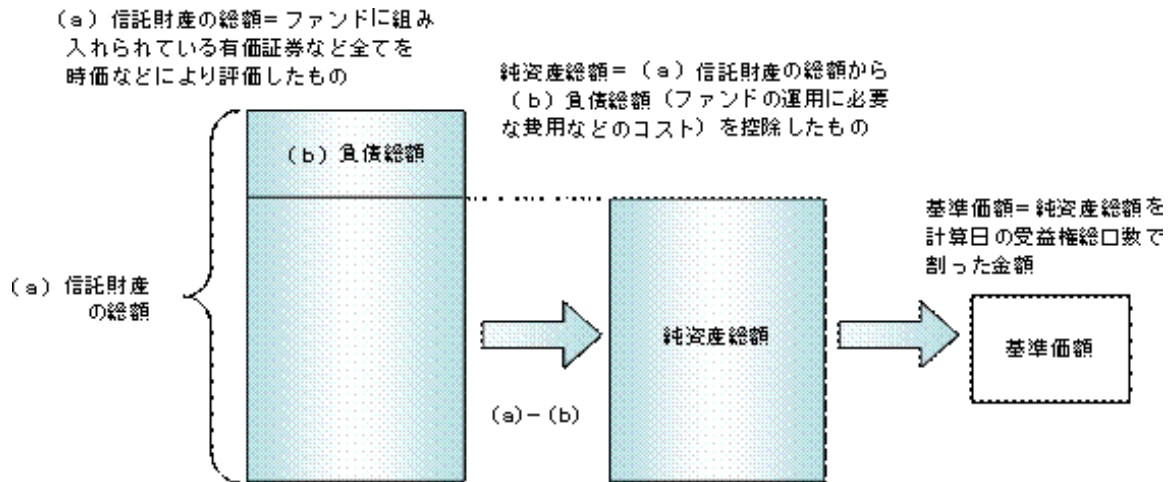 (a) 信託財産の総額=ファンドに組み
入れられている有価証券など全てを
時価などにより評価したもの
純資産総額=(a) 信託財産の総額から
(b) 負債総額(ファンドの運用に必要
な費用などのコスト)を控除したもの
(b) 負債総額
基準価額=純資産総額を
計算日の受益権総口数で
割った金額
(a) 信託財産
の総額
純資産総額
基準価額
(a)-(b)